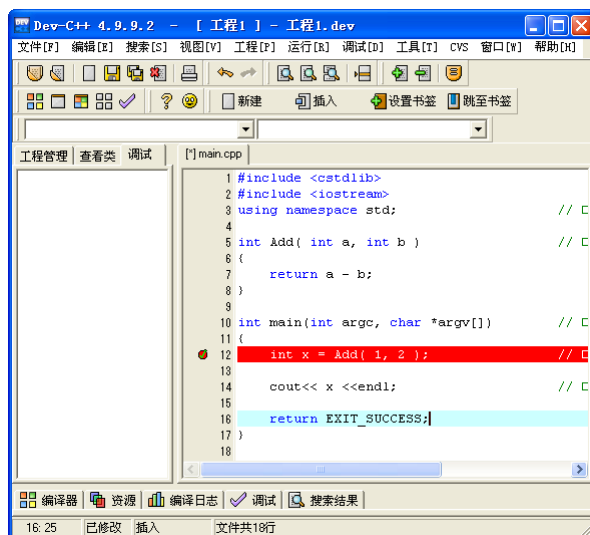 Dev-C++ 4.9.9.2 - [ 工程1 ] - 工程1.dev
文件[F] 编辑[E] 搜索[S] 视图[V] 工程[P] 运行[R] 调试[D] 工具[T] CVS 窗口[W] 帮助[H]
新建 插入 设置书签 跳至书签
工程管理 查看类 调试 [*] main.cpp
1 #include <cstdlib>
2 #include <iostream>
3 using namespace std; //
4
5 int Add( int a, int b ) //
6 {
7 return a - b;
8 }
9
10 int main(int argc, char *argv[]) //
11 {
12 int x = Add( 1, 2 ); //
13
14 cout<< x <<endl; //
15
16 return EXIT_SUCCESS;
17 }
18
编译器 资源 编译日志 调试 搜索结果
16: 25 已修改 插入 文件共18行